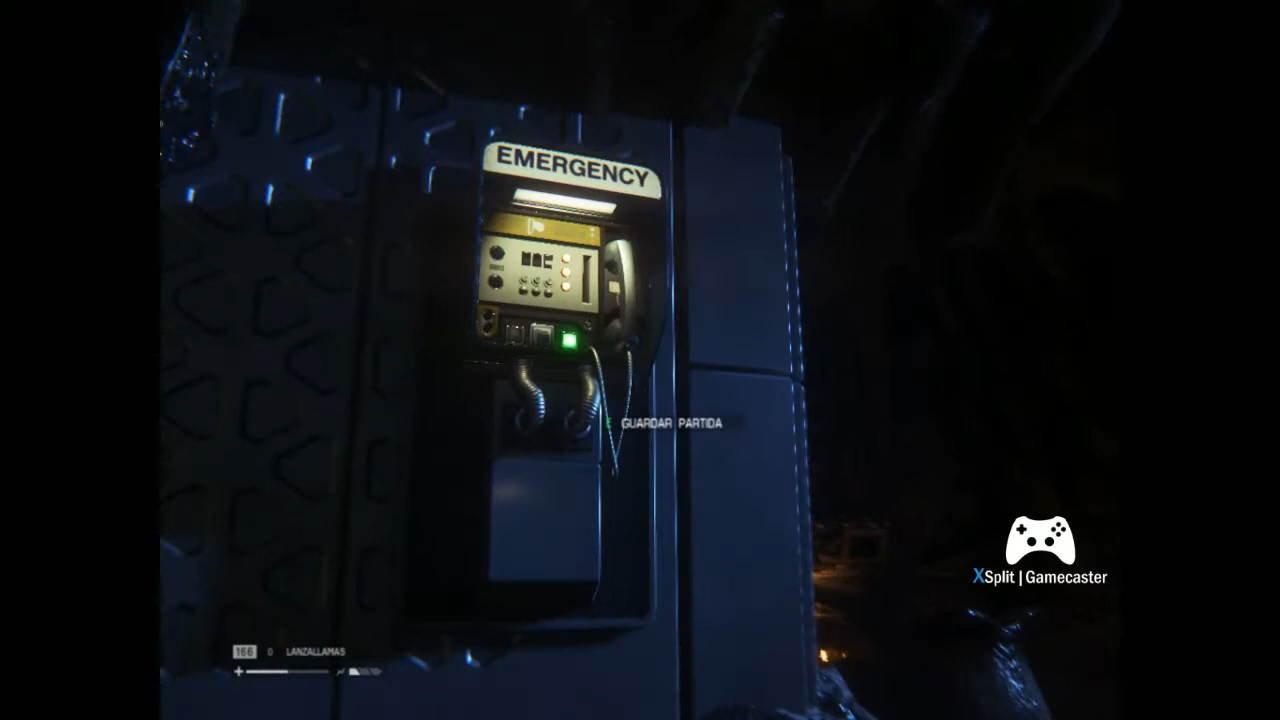 EMERGENCY
E GUARDAR PARTIDA
XSplit | Gamecaster
166 0 LANZALLAMAS